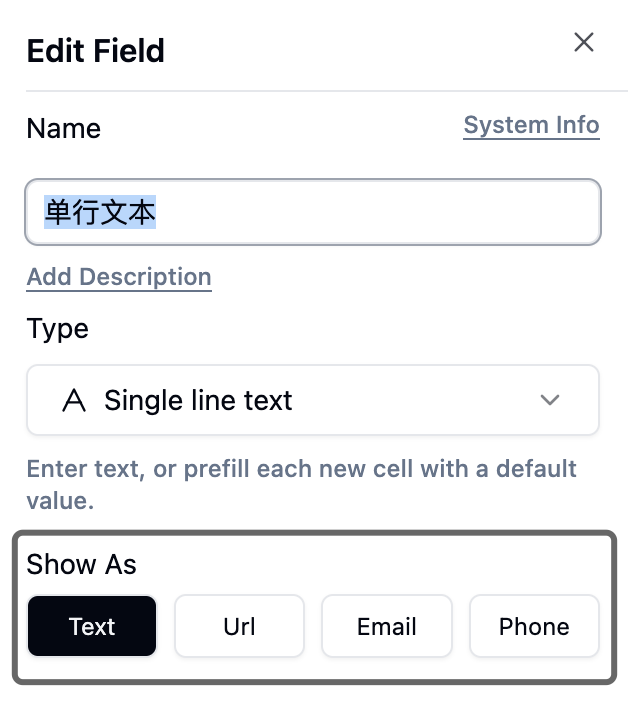 Edit Field
Name
System Info
单行文本
Add Description
Type
Single line text
Enter text, or prefill each new cell with a default
value.
Show As
Text
Url
Email
Phone